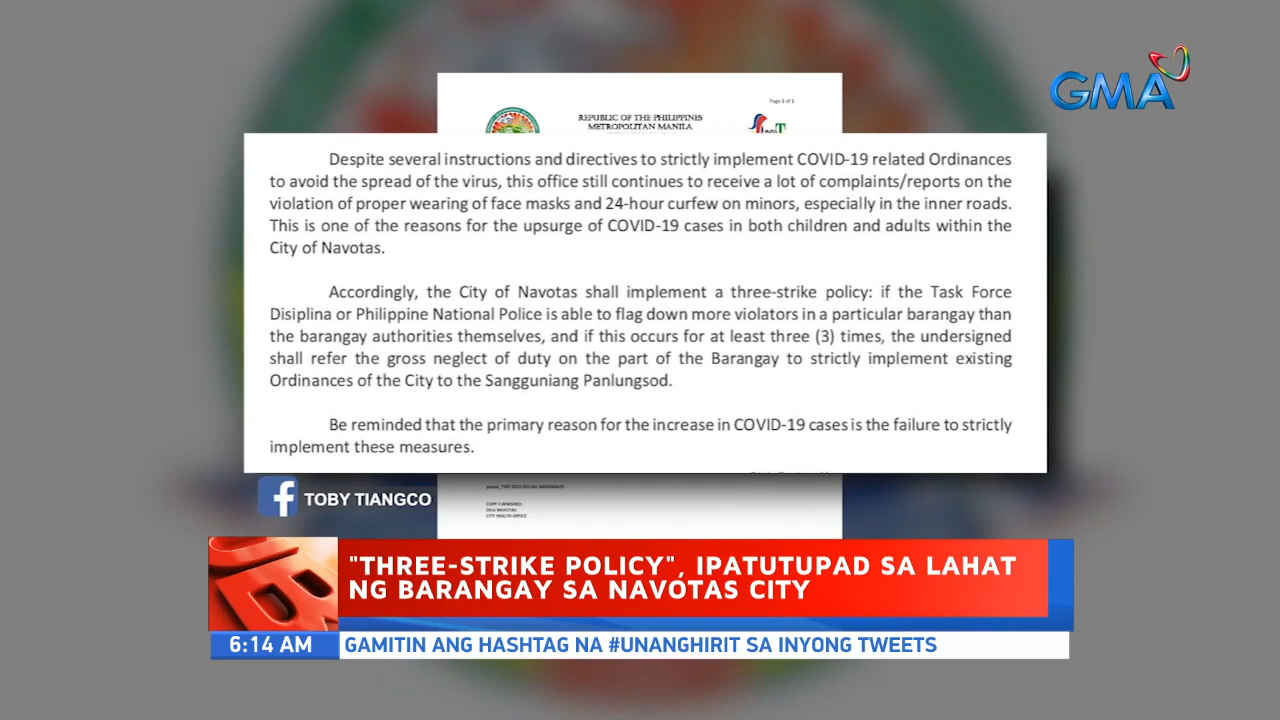 GMA
Page 1 of 1
REPUBLIC OF THE PHILIPPINES
METROPOLITAN MANILA
Despite several instructions and directives to strictly implement COVID-19 related Ordinances
to avoid the spread of the virus, this office still continues to receive a lot of complaints/reports on the
violation of proper wearing of face masks and 24-hour curfew on minors, especially in the inner roads.
This is one of the reasons for the upsurge of COVID-19 cases in both children and adults within the
City of Navotas.
Accordingly, the City of Navotas shall implement a three-strike policy: if the Task Force
Disiplina or Philippine National Police is able to flag down more violators in a particular barangay than
the barangay authorities themselves, and if this occurs for at least three (3) times, the undersigned
shall refer the gross neglect of duty on the part of the Barangay to strictly implement existing
Ordinances of the City to the Sangguniang Panlungsod.
Be reminded that the primary reason for the increase in COVID-19 cases is the failure to strictly
implement these measures.
TOBY TIANGCO
COPY FURNISHED:
DILG NAVOTAS
CITY HEALTH OFFICE
"THREE-STRIKE POLICY", IPATUTUPAD SA LAHAT
NG BARANGAY SA NAVOTAS CITY
6:14 AM GAMITIN ANG HASHTAG NA #UNANGHIRIT SA INYONG TWEETS